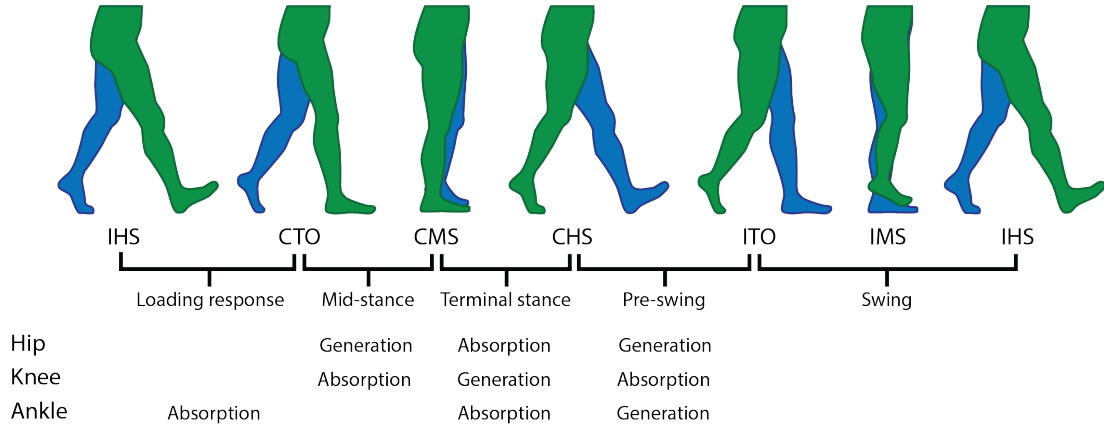 IHS CTO CMS CHS ITO IMS IHS
Loading response Mid-stance Terminal stance Pre-swing Swing
Hip Generation Absorption Generation
Knee Absorption Generation Absorption
Ankle Absorption Absorption Generation